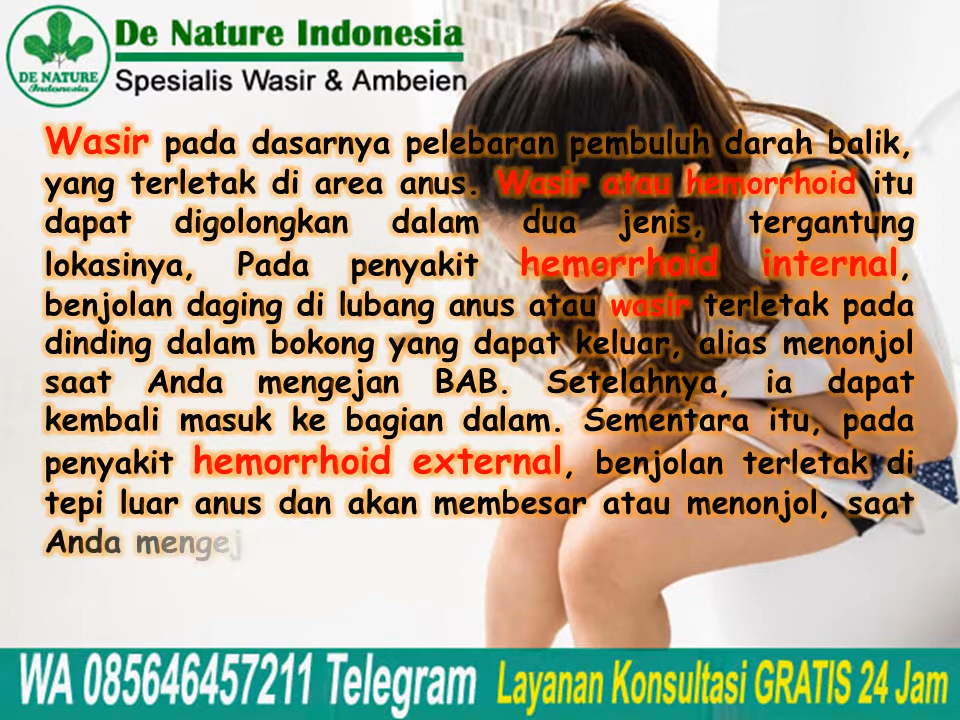 DE NATURE
Indonesia
De Nature Indonesia
Spesialis Wasir & Ambeien
Wasir pada dasarnya pelebaran pembuluh darah balik,
yang terletak di area anus. Wasir atau hemorrhoid itu
dapat digolongkan dalam dua jenis, tergantung
lokasinya, Pada penyakit hemorrhoid internal,
benjolan daging di lubang anus atau wasir terletak pada
dinding dalam bokong yang dapat keluar, alias menonjol
saat Anda mengejan BAB. Setelahnya, ia dapat
kembali masuk ke bagian dalam. Sementara itu, pada
penyakit hemorrhoid external, benjolan terletak di
tepi luar anus dan akan membesar atau menonjol, saat
Anda mengej
WA 085646457211 Telegram Layanan Konsultasi GRATIS 24 Jam